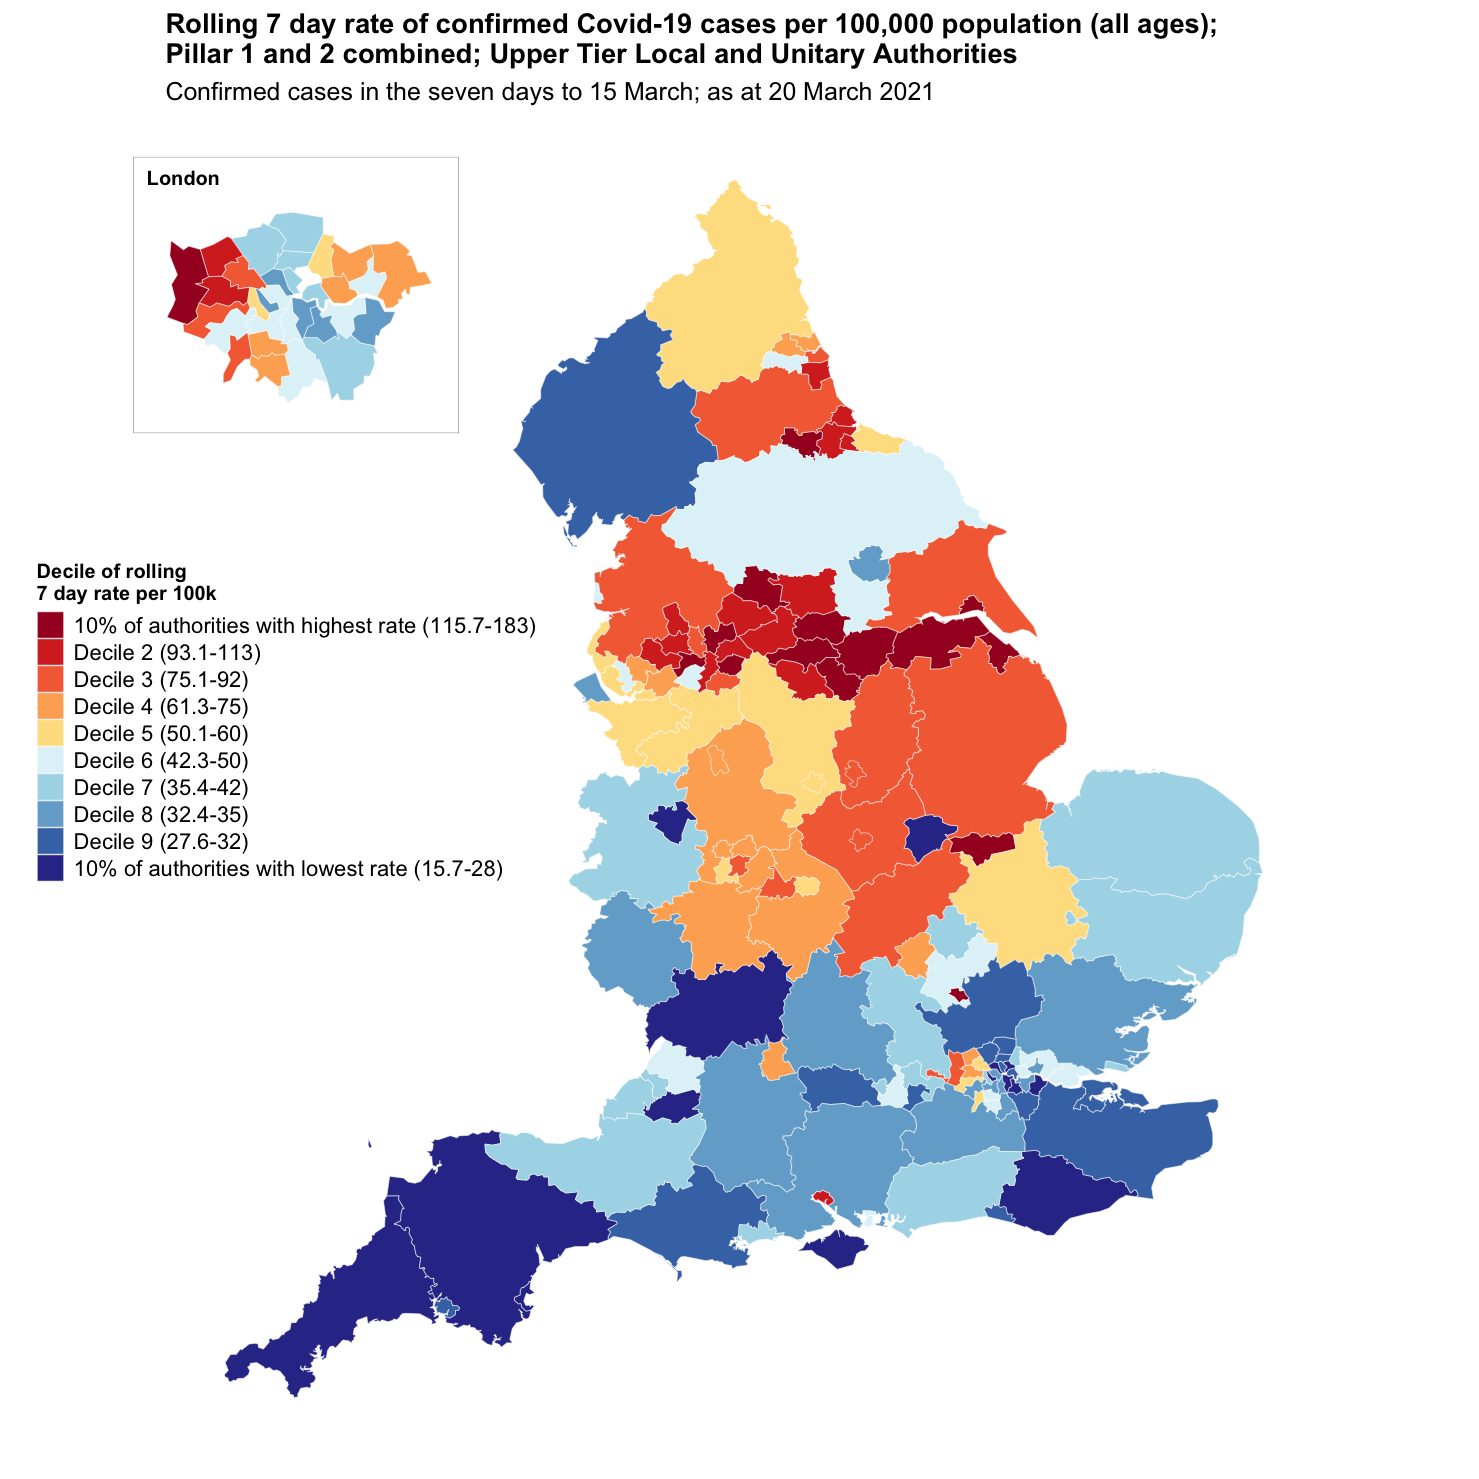 Rolling 7 day rate of confirmed Covid-19 cases per 100,000 population (all ages);
Pillar 1 and 2 combined; Upper Tier Local and Unitary Authorities
Confirmed cases in the seven days to 15 March; as at 20 March 2021
London
Decile of rolling
7 day rate per 100k
10% of authorities with highest rate (115.7-183)
Decile 2 (93.1-113)
Decile 3 (75.1-92)
Decile 4 (61.3-75)
Decile 5 (50.1-60)
Decile 6 (42.3-50)
Decile 7 (35.4-42)
Decile 8 (32.4-35)
Decile 9 (27.6-32)
10% of authorities with lowest rate (15.7-28)